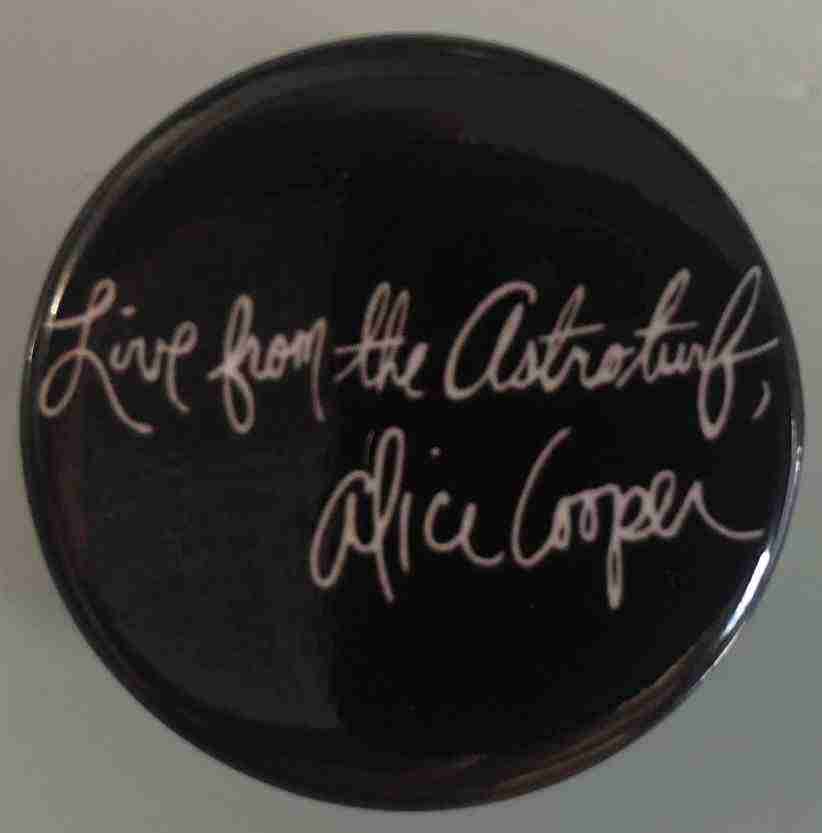 Live from the Astroturf,
Alice Cooper